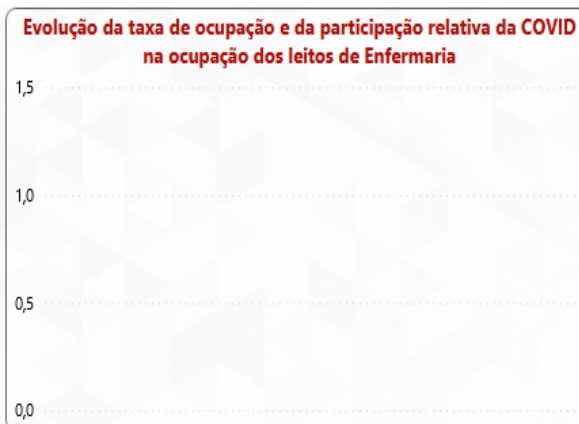 Evolução da taxa de ocupação e da participação relativa da COVID
na ocupação dos leitos de Enfermaria
1,5
1,0
0,5
0,0